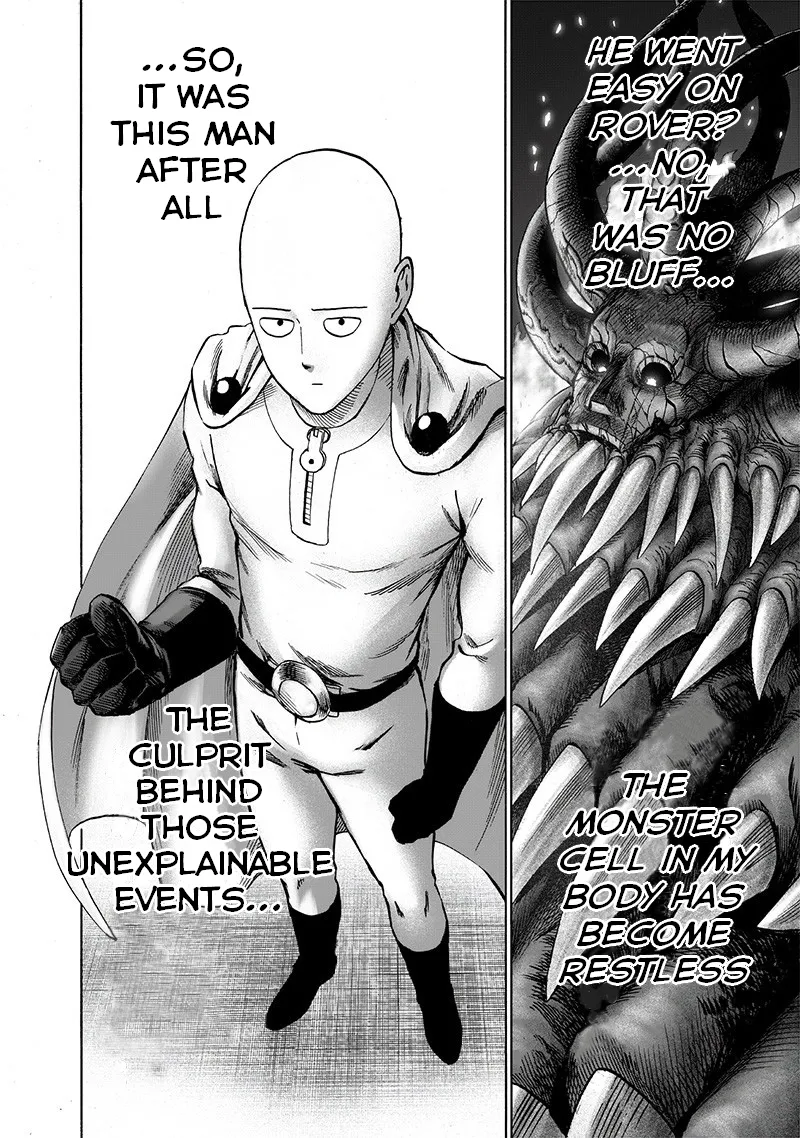 HE WENT
EASY ON
ROVER?
...NO,
THAT
WAS NO
BLUFF...
THE
MONSTER
CELL IN MY
BODY HAS
BECOME
RESTLESS
...SO,
IT WAS
THIS MAN
AFTER
ALL
THE
CULPRIT
BEHIND
THOSE
UNEXPLAINABLE
EVENTS...